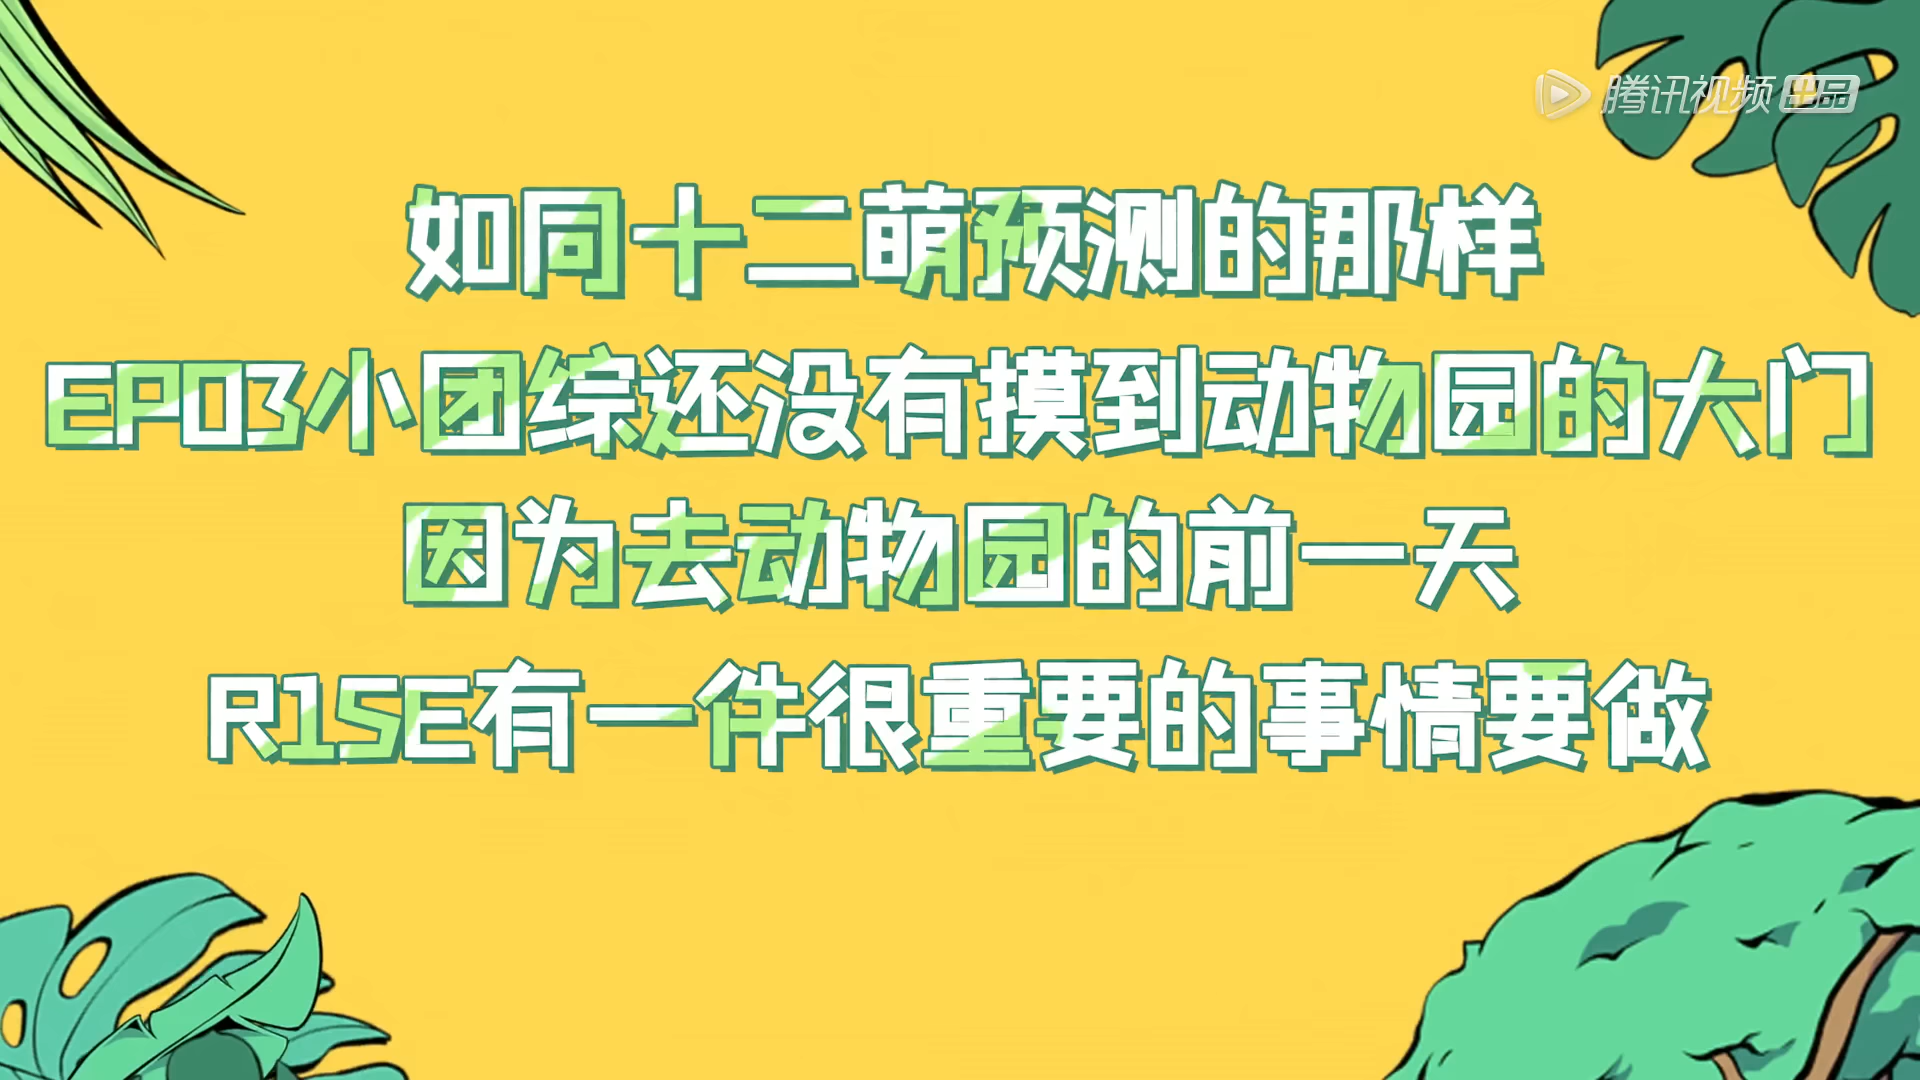 腾讯视频 出品
如同十二萌预测的那样
EP03小团综还没有摸到动物园的大门
因为去动物园的前一天
R1SE有一件很重要的事情要做